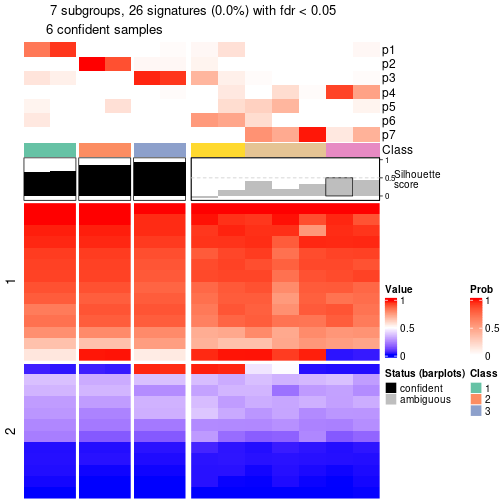 7 subgroups, 26 signatures (0.0%) with fdr < 0.05
6 confident samples
p1
p2
p3
p4
p5
p6
p7
Class
1
0.5
0
Silhouette
score
1
2
Value
1
0.5
0
Prob
1
0.5
0
Status (barplots)
confident
ambiguous
Class
1
2
3